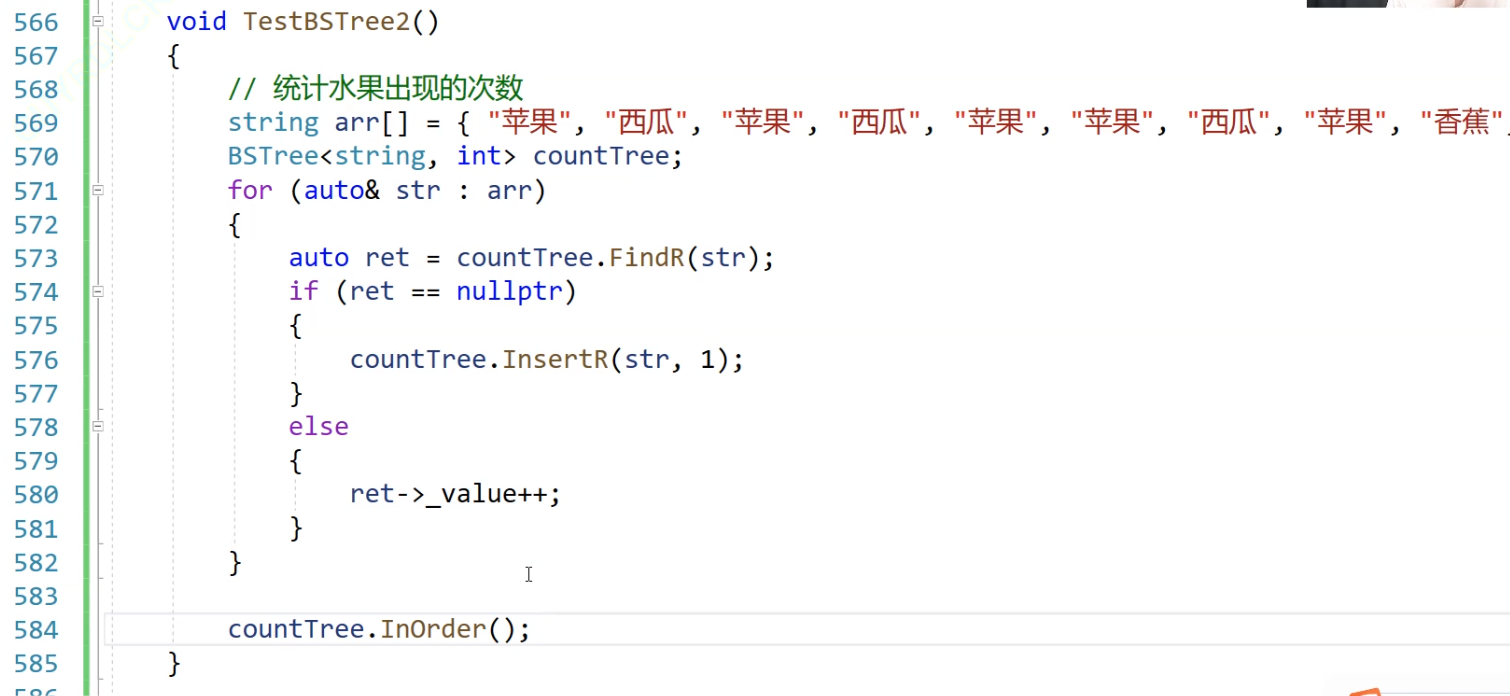 566 void TestBSTree2()
567 {
568 // 统计水果出现的次数
569 string arr[] = { "苹果", "西瓜", "苹果", "西瓜", "苹果", "苹果", "西瓜", "苹果", "香蕉",
570 BSTree<string, int> countTree;
571 for (auto& str : arr)
572 {
573 auto ret = countTree.FindR(str);
574 if (ret == nullptr)
575 {
576 countTree.InsertR(str, 1);
577 }
578 else
579 {
580 ret->_value++;
581 }
582 }
583
584 countTree.InOrder();
585 }
586